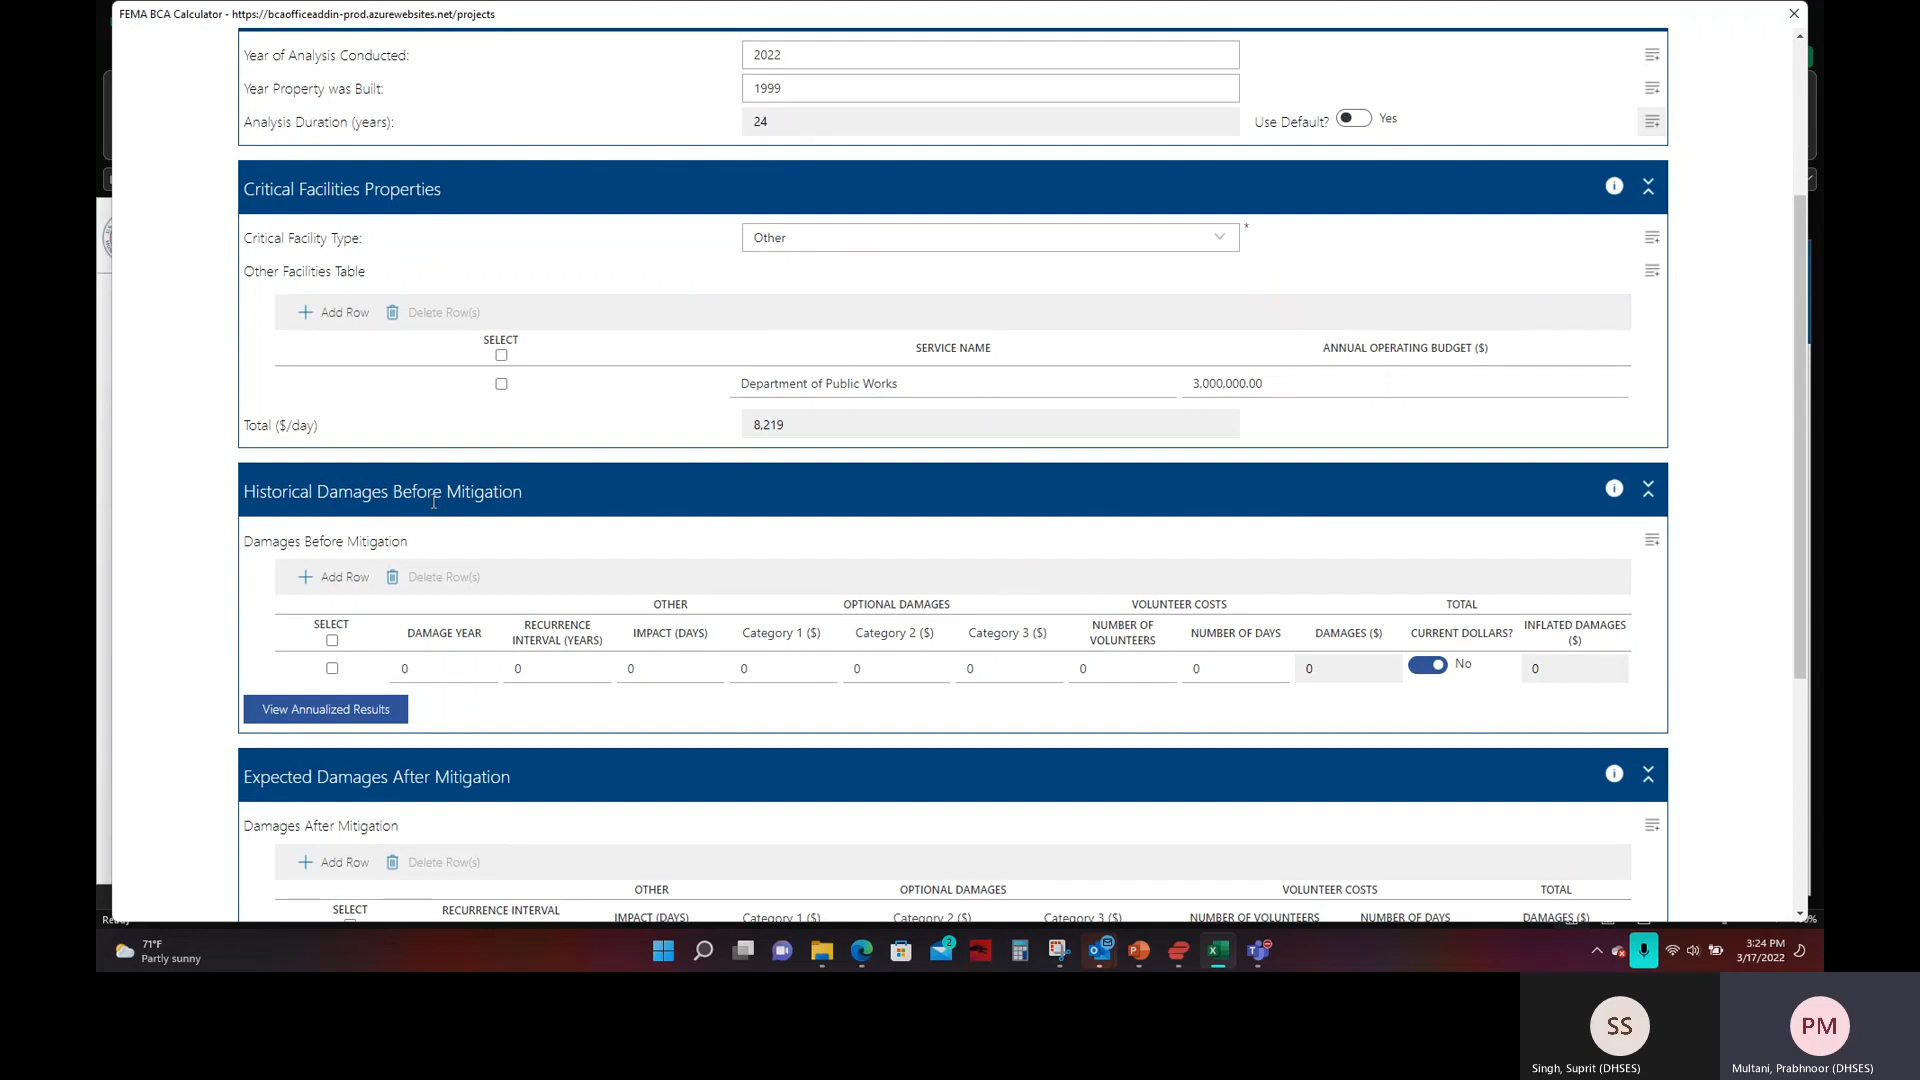 FEMA BCA Calculator - https://bcaofficeaddin-prod.azurewebsites.net/projects
Year of Analysis Conducted: 2022
Year Property was Built: 1999
Analysis Duration (years): 24 Use Default? Yes
Critical Facilities Properties
Critical Facility Type: Other *
Other Facilities Table
Add Row Delete Row(s)
SELECT SERVICE NAME ANNUAL OPERATING BUDGET ($)
Department of Public Works 3,000,000.00
Total ($/day) 8,219
Historical Damages Before Mitigation
Damages Before Mitigation
Add Row Delete Row(s)
OTHER OPTIONAL DAMAGES VOLUNTEER COSTS TOTAL
SELECT DAMAGE YEAR RECURRENCE INTERVAL (YEARS) IMPACT (DAYS) Category 1 ($) Category 2 ($) Category 3 ($) NUMBER OF VOLUNTEERS NUMBER OF DAYS DAMAGES ($) CURRENT DOLLARS? INFLATED DAMAGES ($)
0 0 0 0 0 0 0 0 0 No 0
View Annualized Results
Expected Damages After Mitigation
Damages After Mitigation
Add Row Delete Row(s)
OTHER OPTIONAL DAMAGES VOLUNTEER COSTS TOTAL
SELECT RECURRENCE INTERVAL IMPACT (DAYS) Category 1 ($) Category 2 ($) Category 3 ($) NUMBER OF VOLUNTEERS NUMBER OF DAYS DAMAGES ($)
71°F
Partly sunny
2
3:24 PM
3/17/2022
SS
PM
Singh, Suprit (DHSES)
Multani, Prabhnoor (DHSES)